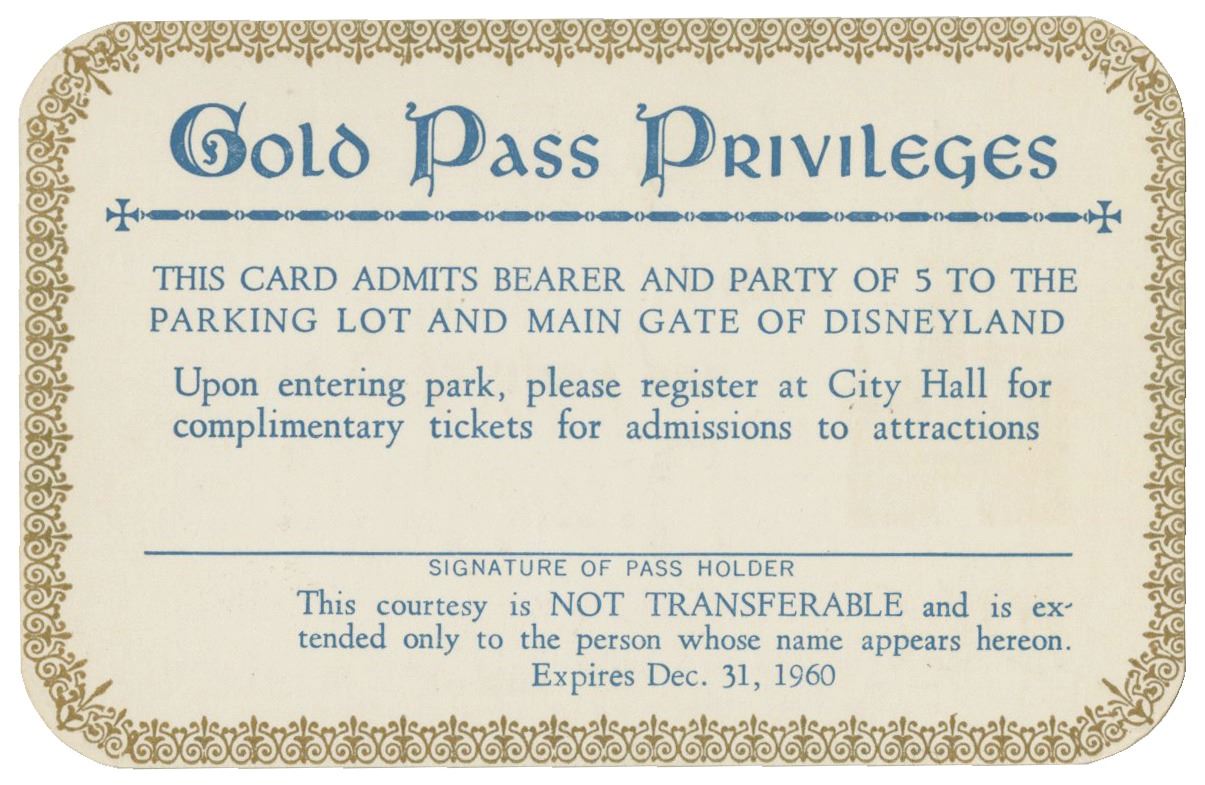 Gold Pass Privileges
THIS CARD ADMITS BEARER AND PARTY OF 5 TO THE
PARKING LOT AND MAIN GATE OF DISNEYLAND
Upon entering park, please register at City Hall for
complimentary tickets for admissions to attractions
SIGNATURE OF PASS HOLDER
This courtesy is NOT TRANSFERABLE and is ex-
tended only to the person whose name appears hereon.
Expires Dec. 31, 1960